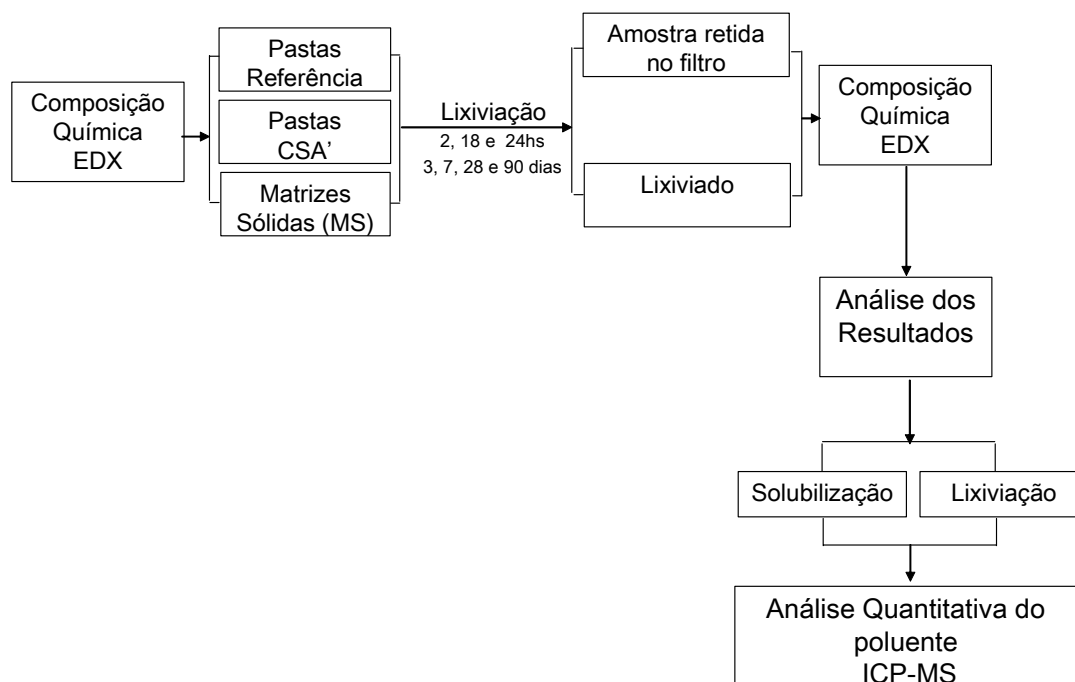 Composição
Química
EDX
Pastas
Referência
Pastas
CSA'
Matrizes
Sólidas (MS)
Lixiviação
2, 18 e 24hs
3, 7, 28 e 90 dias
Amostra retida
no filtro
Lixiviado
Composição
Química
EDX
Análise dos
Resultados
Solubilização
Lixiviação
Análise Quantitativa do
poluente
ICP-MS